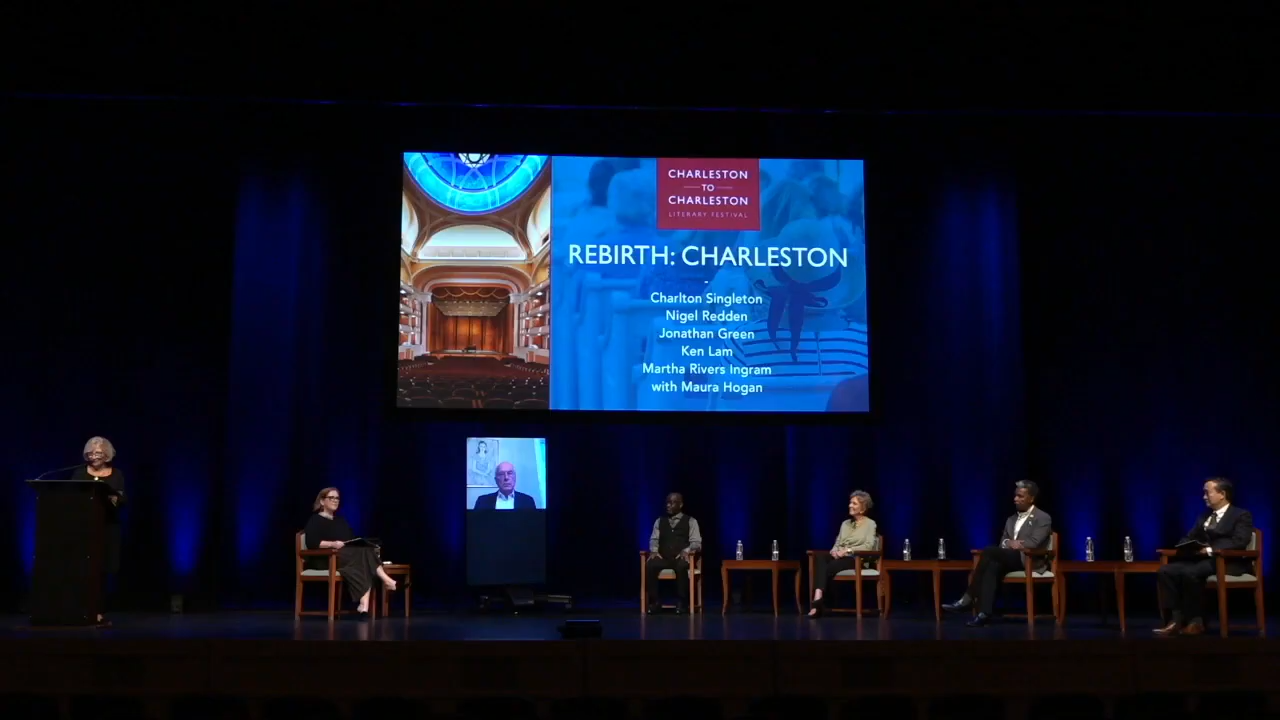 CHARLESTON
TO
CHARLESTON
LITERARY FESTIVAL
REBIRTH: CHARLESTON
-
Charlton Singleton
Nigel Redden
Jonathan Green
Ken Lam
Martha Rivers Ingram
with Maura Hogan